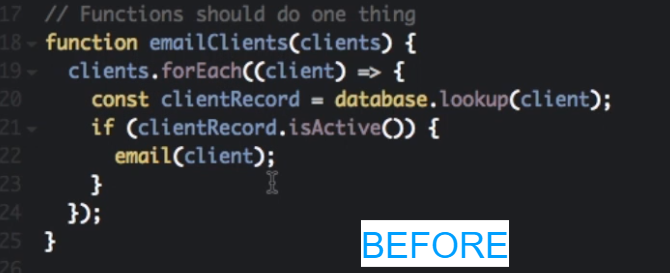 17 // Functions should do one thing
18 function emailClients(clients) {
19 clients.forEach((client) => {
20 const clientRecord = database.lookup(client);
21 if (clientRecord.isActive()) {
22 email(client);
23 }
24 });
25 }
26
BEFORE